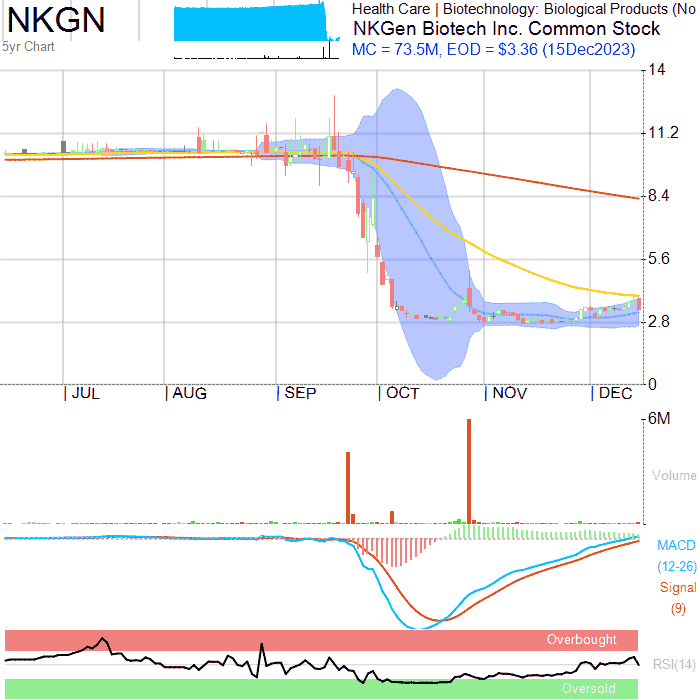 NKGN
5yr Chart
Health Care | Biotechnology: Biological Products (No
NKGen Biotech Inc. Common Stock
MC = 73.5M, EOD = $3.36 (15Dec2023)
14
11.2
8.4
5.6
2.8
0
JUL
AUG
SEP
OCT
NOV
DEC
6M
Volume
MACD
(12-26)
Signal
(9)
Overbought
RSI(14)
Oversold